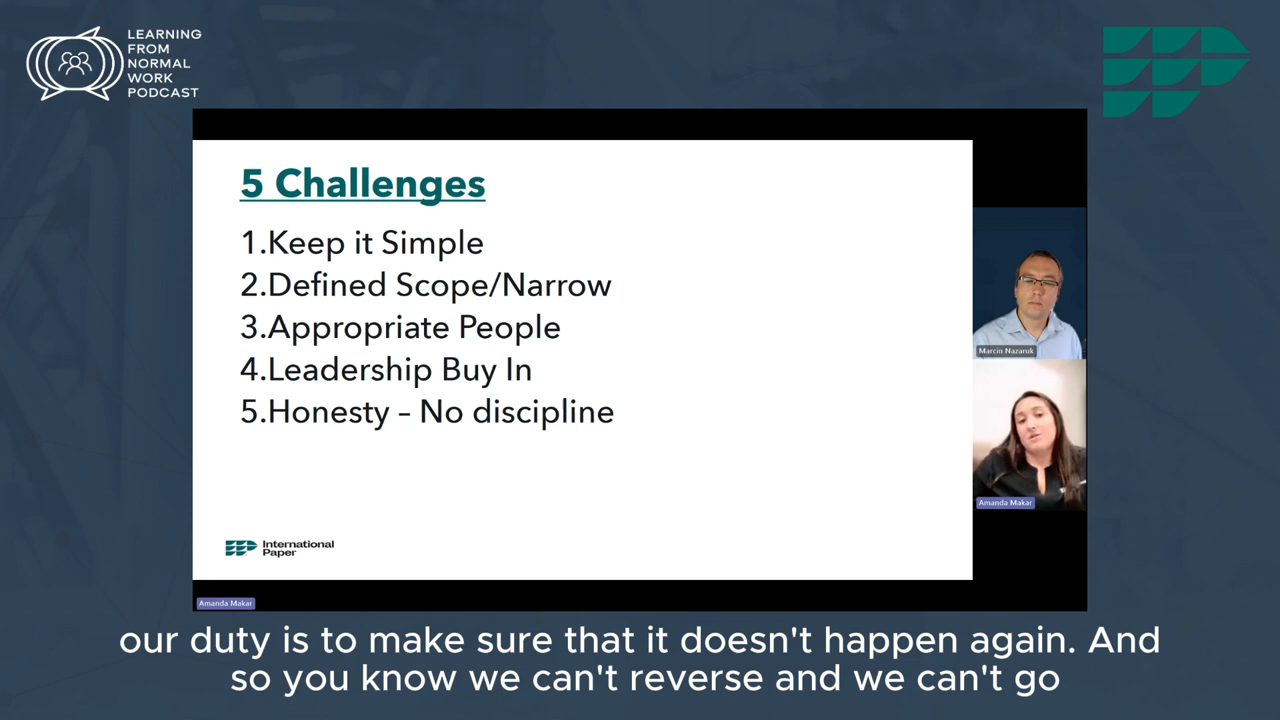 LEARNING
FROM
NORMAL
WORK
PODCAST
5 Challenges
1.Keep it Simple
2.Defined Scope/Narrow
3.Appropriate People
4.Leadership Buy In
5.Honesty – No discipline
International
Paper
Marcin Nazaruk
Amanda Makar
Amanda Makar
our duty is to make sure that it doesn't happen again. And
so you know we can't reverse and we can't go